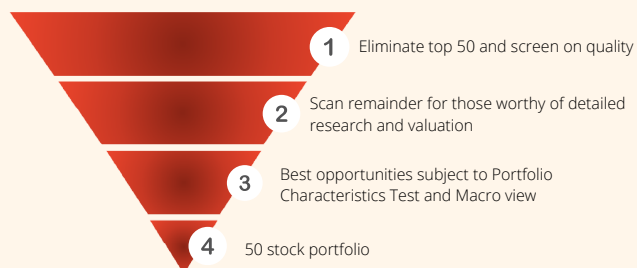 1 Eliminate top 50 and screen on quality
2 Scan remainder for those worthy of detailed
research and valuation
3 Best opportunities subject to Portfolio
Characteristics Test and Macro view
4 50 stock portfolio